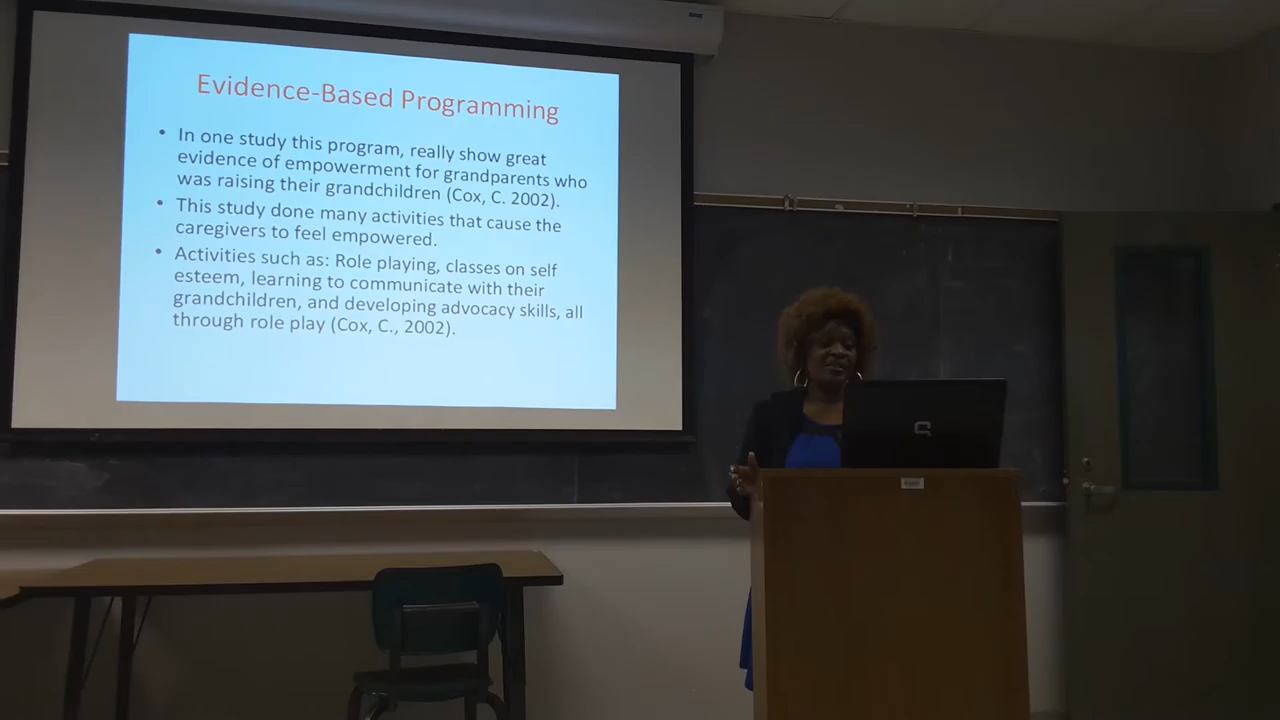 Evidence-Based Programming
• In one study this program, really show great
evidence of empowerment for grandparents who
was raising their grandchildren (Cox, C. 2002).
• This study done many activities that cause the
caregivers to feel empowered.
• Activities such as: Role playing, classes on self
esteem, learning to communicate with their
grandchildren, and developing advocacy skills, all
through role play (Cox, C., 2002).